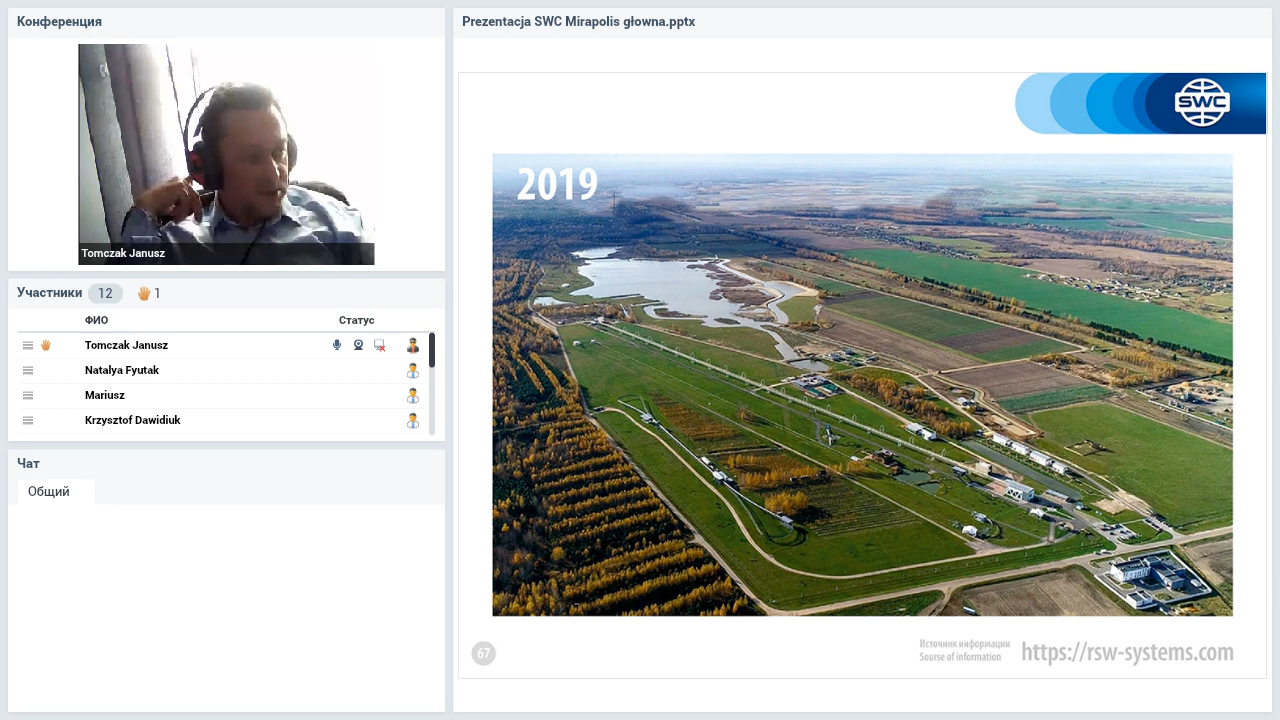 Конференция
Tomczak Janusz
Участники 12 1
ФИО Статус
Tomczak Janusz
Natalya Fyutak
Mariusz
Krzysztof Dawidiuk
Чат
Общий
Prezentacja SWC Mirapolis głowna.pptx
SWC
2019
67
Источник информации
Sourse of information
https://rsw-systems.com